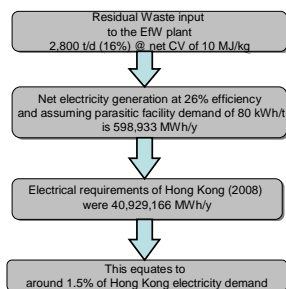 Residual Waste input
to the EfW plant
2,800 t/d (16%) @ net CV of 10 MJ/kg
Net electricity generation at 26% efficiency
and assuming parasitic facility demand of 80 kWh/t
is 598,933 MWh/y
Electrical requirements of Hong Kong (2008)
were 40,929,166 MWh/y
This equates to
around 1.5% of Hong Kong electricity demand